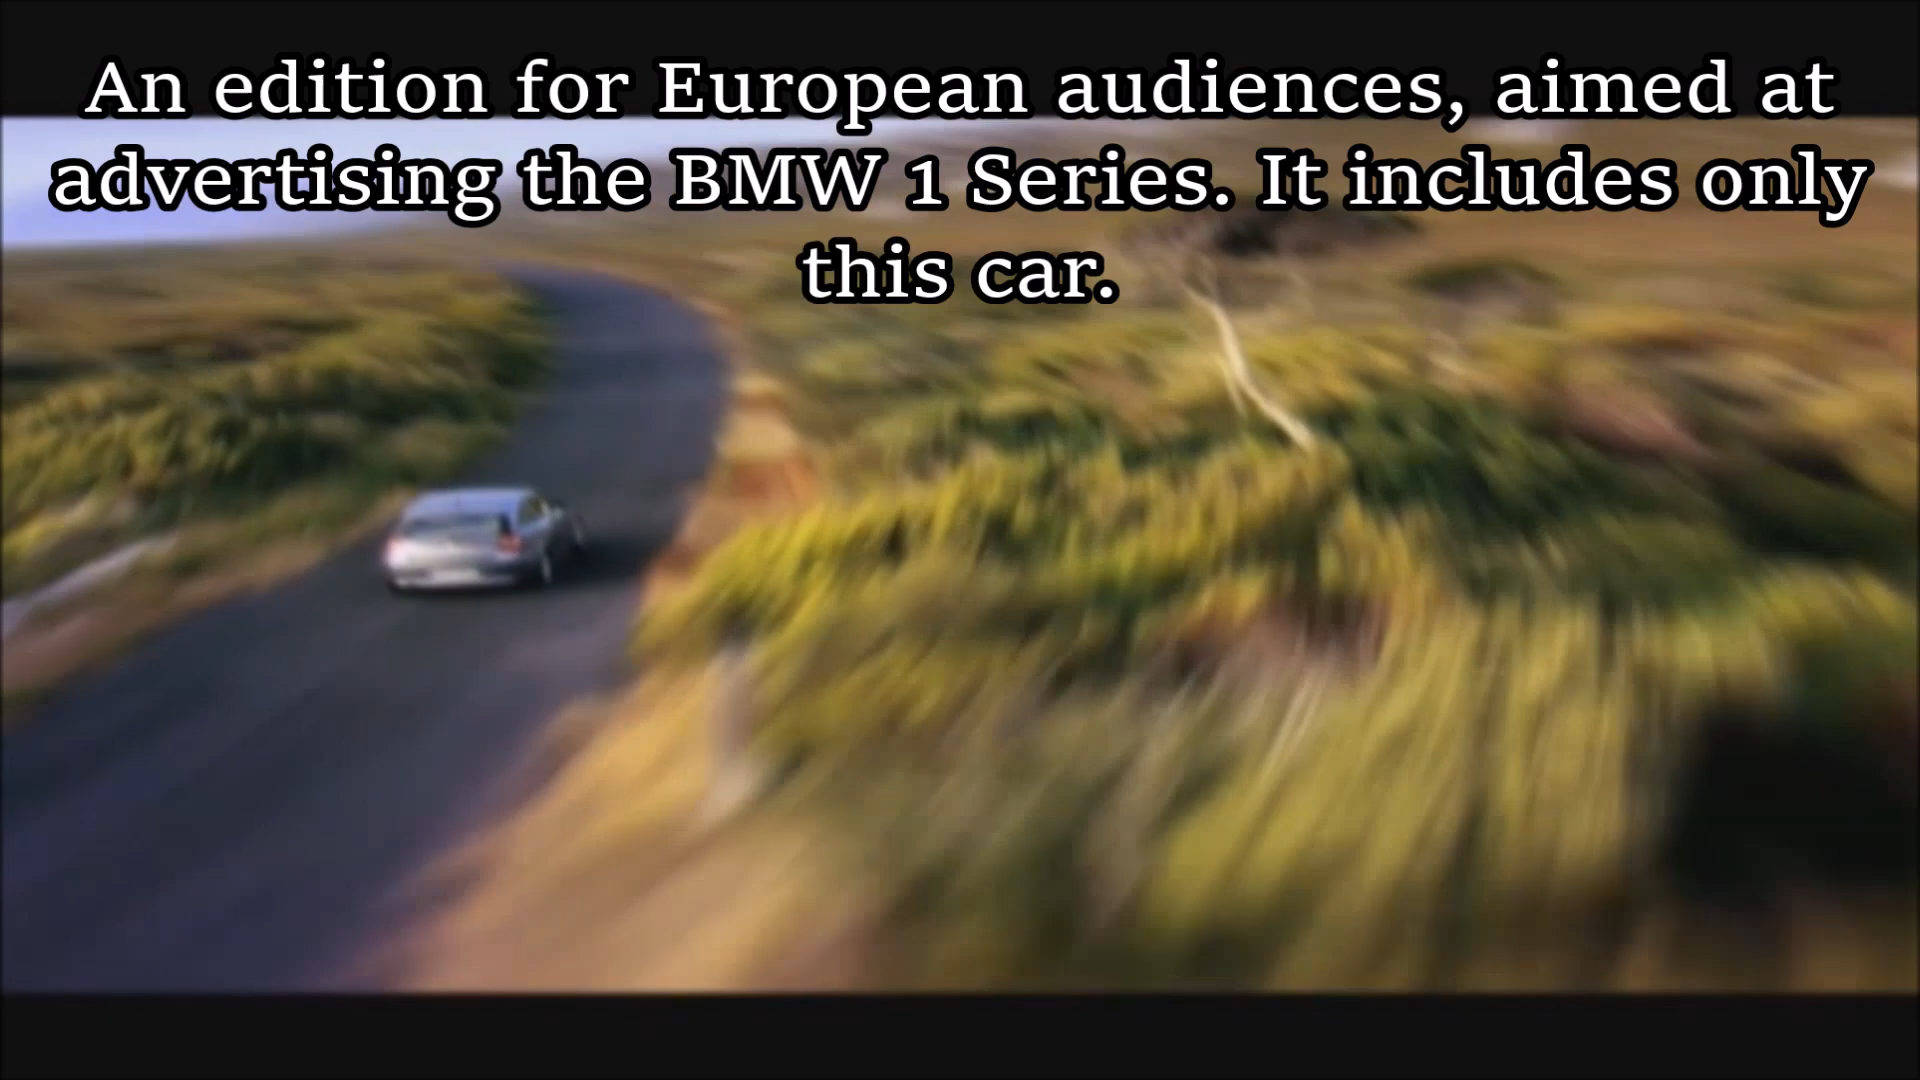 An edition for European audiences, aimed at
advertising the BMW 1 Series. It includes only
this car.